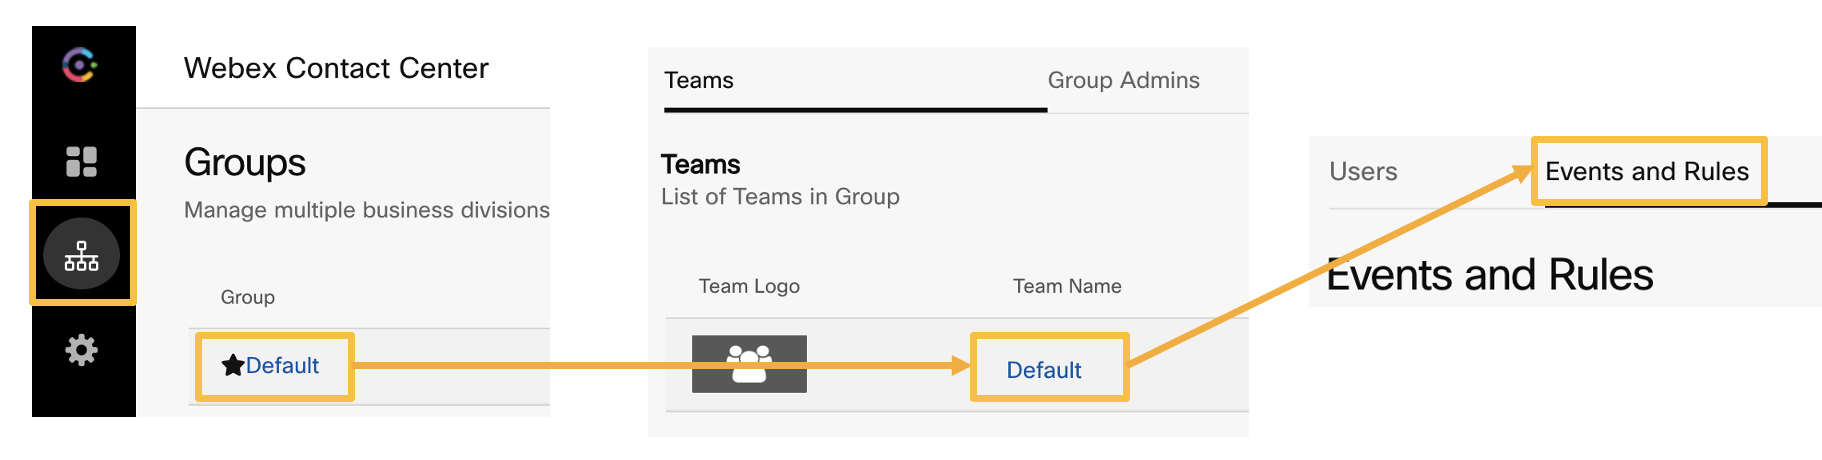 Webex Contact Center
Groups
Manage multiple business divisions
Group
Default
Teams
Group Admins
Teams
List of Teams in Group
Team Logo
Team Name
Default
Users
Events and Rules
Events and Rules